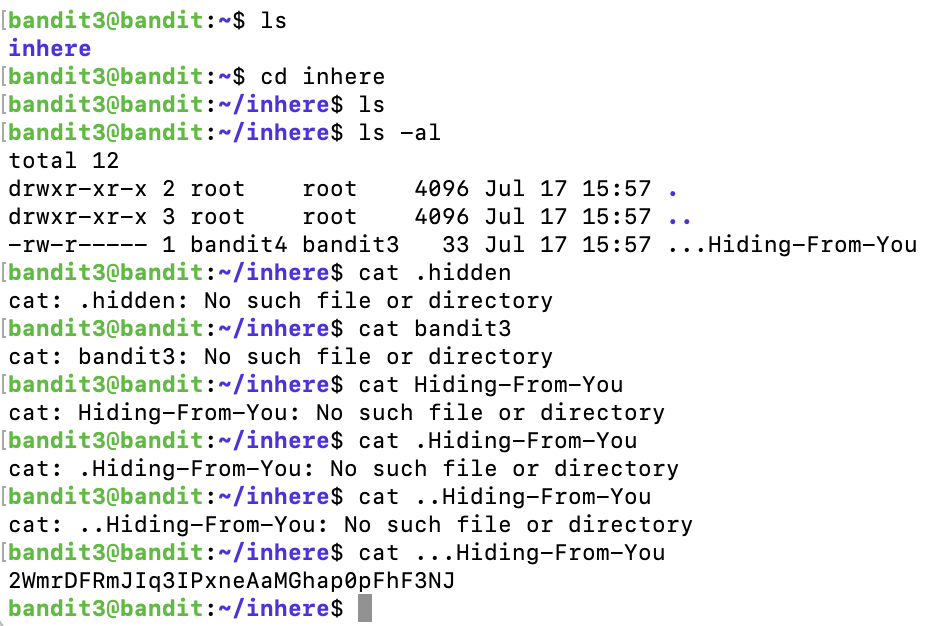 [bandit3@bandit:~$ ls
inhere
[bandit3@bandit:~$ cd inhere
[bandit3@bandit:~/inhere$ ls
[bandit3@bandit:~/inhere$ ls -al
total 12
drwxr-xr-x 2 root    root    4096 Jul 17 15:57 .
drwxr-xr-x 3 root    root    4096 Jul 17 15:57 ..
-rw-r----- 1 bandit4 bandit3   33 Jul 17 15:57 ...Hiding-From-You
[bandit3@bandit:~/inhere$ cat .hidden
cat: .hidden: No such file or directory
[bandit3@bandit:~/inhere$ cat bandit3
cat: bandit3: No such file or directory
[bandit3@bandit:~/inhere$ cat Hiding-From-You
cat: Hiding-From-You: No such file or directory
[bandit3@bandit:~/inhere$ cat .Hiding-From-You
cat: .Hiding-From-You: No such file or directory
[bandit3@bandit:~/inhere$ cat ..Hiding-From-You
cat: ..Hiding-From-You: No such file or directory
[bandit3@bandit:~/inhere$ cat ...Hiding-From-You
2WmrDFRmJIq3IPxneAaMGhap0pFhF3NJ
bandit3@bandit:~/inhere$